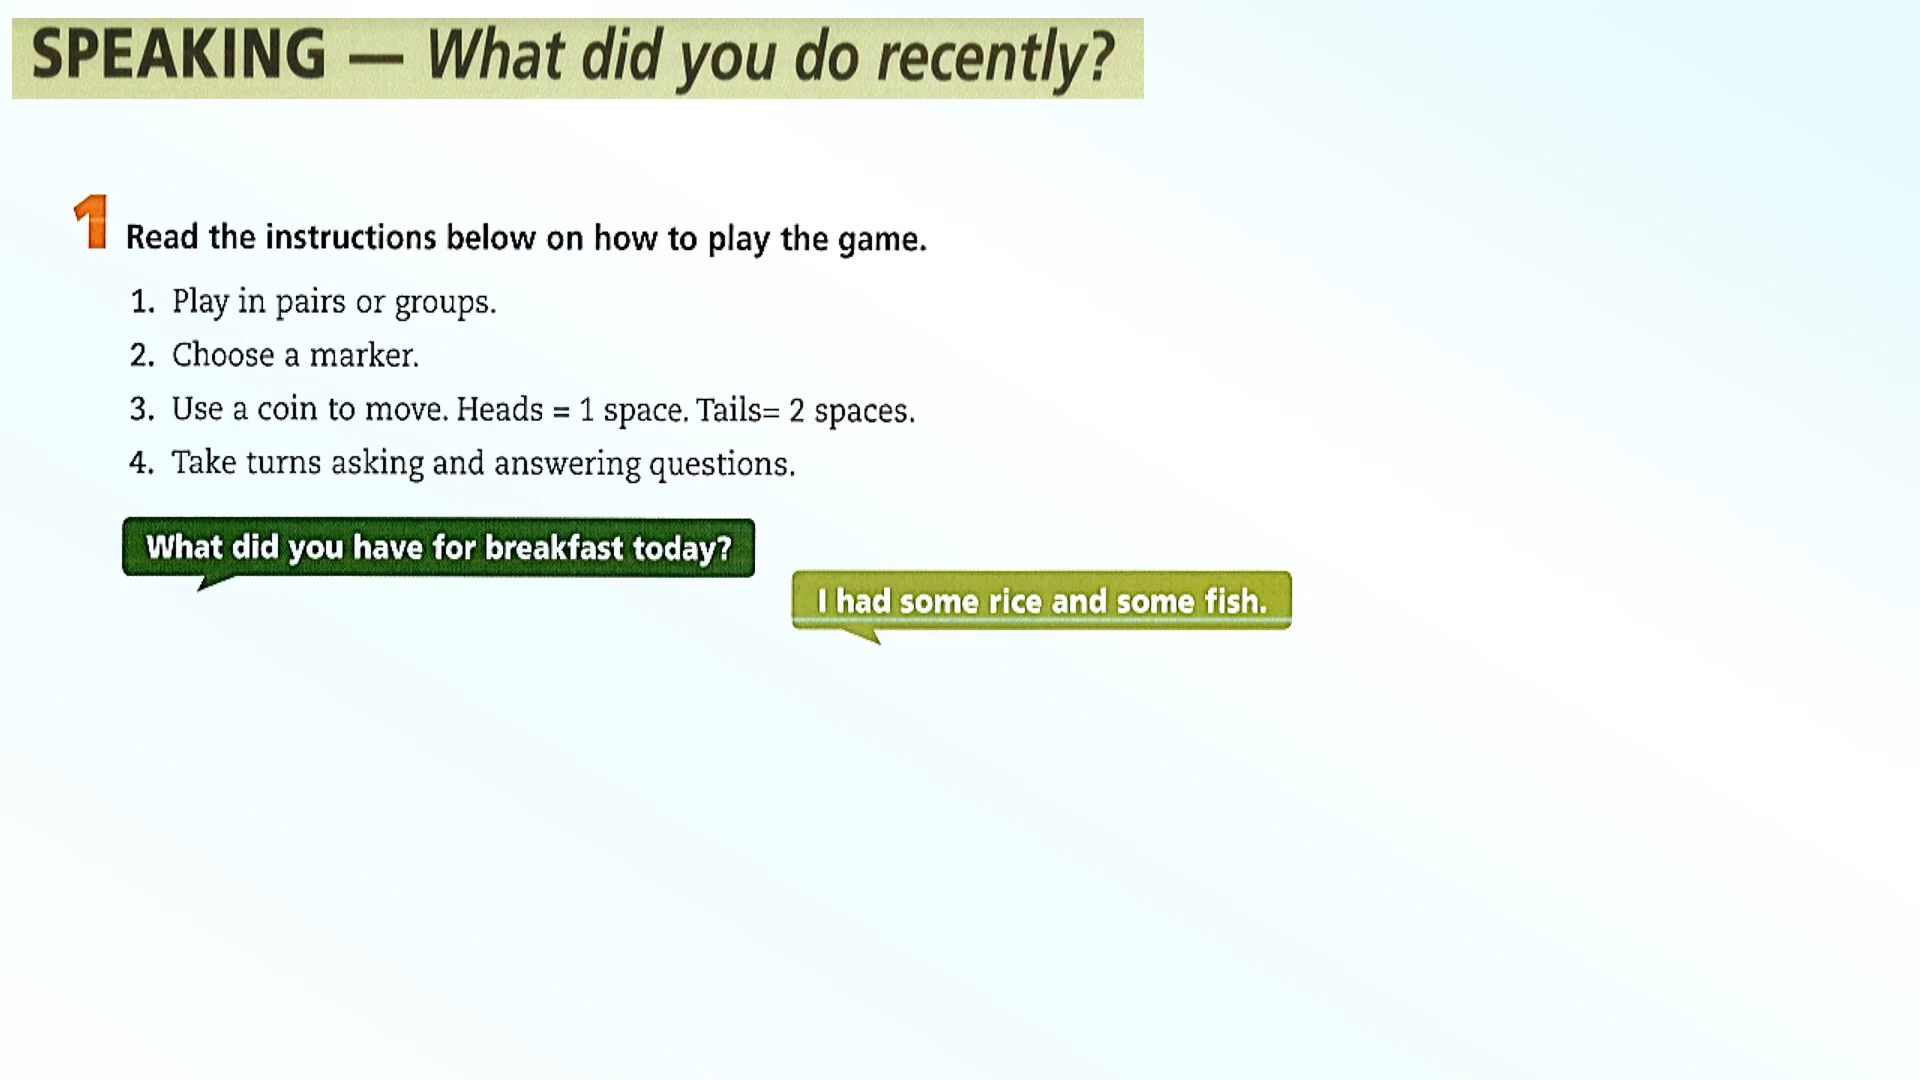 SPEAKING — What did you do recently?
1 Read the instructions below on how to play the game.
1. Play in pairs or groups.
2. Choose a marker.
3. Use a coin to move. Heads = 1 space. Tails= 2 spaces.
4. Take turns asking and answering questions.
What did you have for breakfast today?
I had some rice and some fish.